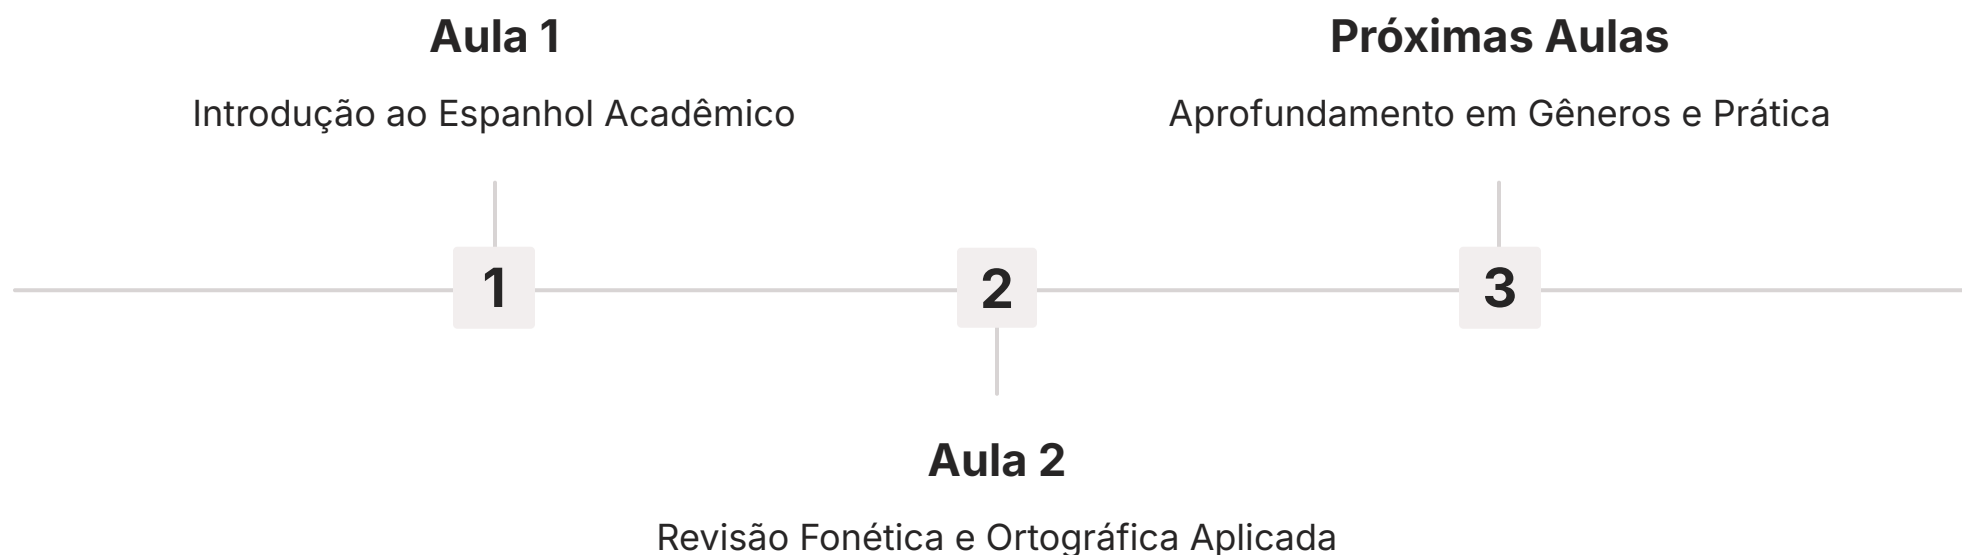 Aula 1
Introdução ao Espanhol Acadêmico
Próximas Aulas
Aprofundamento em Gêneros e Prática
1
2
3
Aula 2
Revisão Fonética e Ortográfica Aplicada